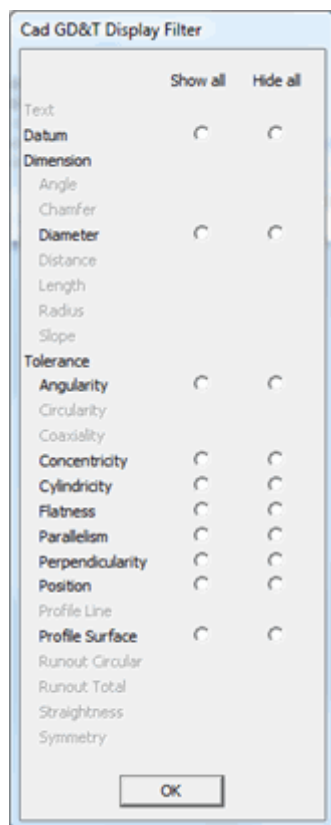 Cad GD&T Display Filter
Show all Hide all
Text
Datum
Dimension
Angle
Chamfer
Diameter
Distance
Length
Radius
Slope
Tolerance
Angularity
Circularity
Coaxiality
Concentricity
Cylindricity
Flatness
Parallelism
Perpendicularity
Position
Profile Line
Profile Surface
Runout Circular
Runout Total
Straightness
Symmetry
OK